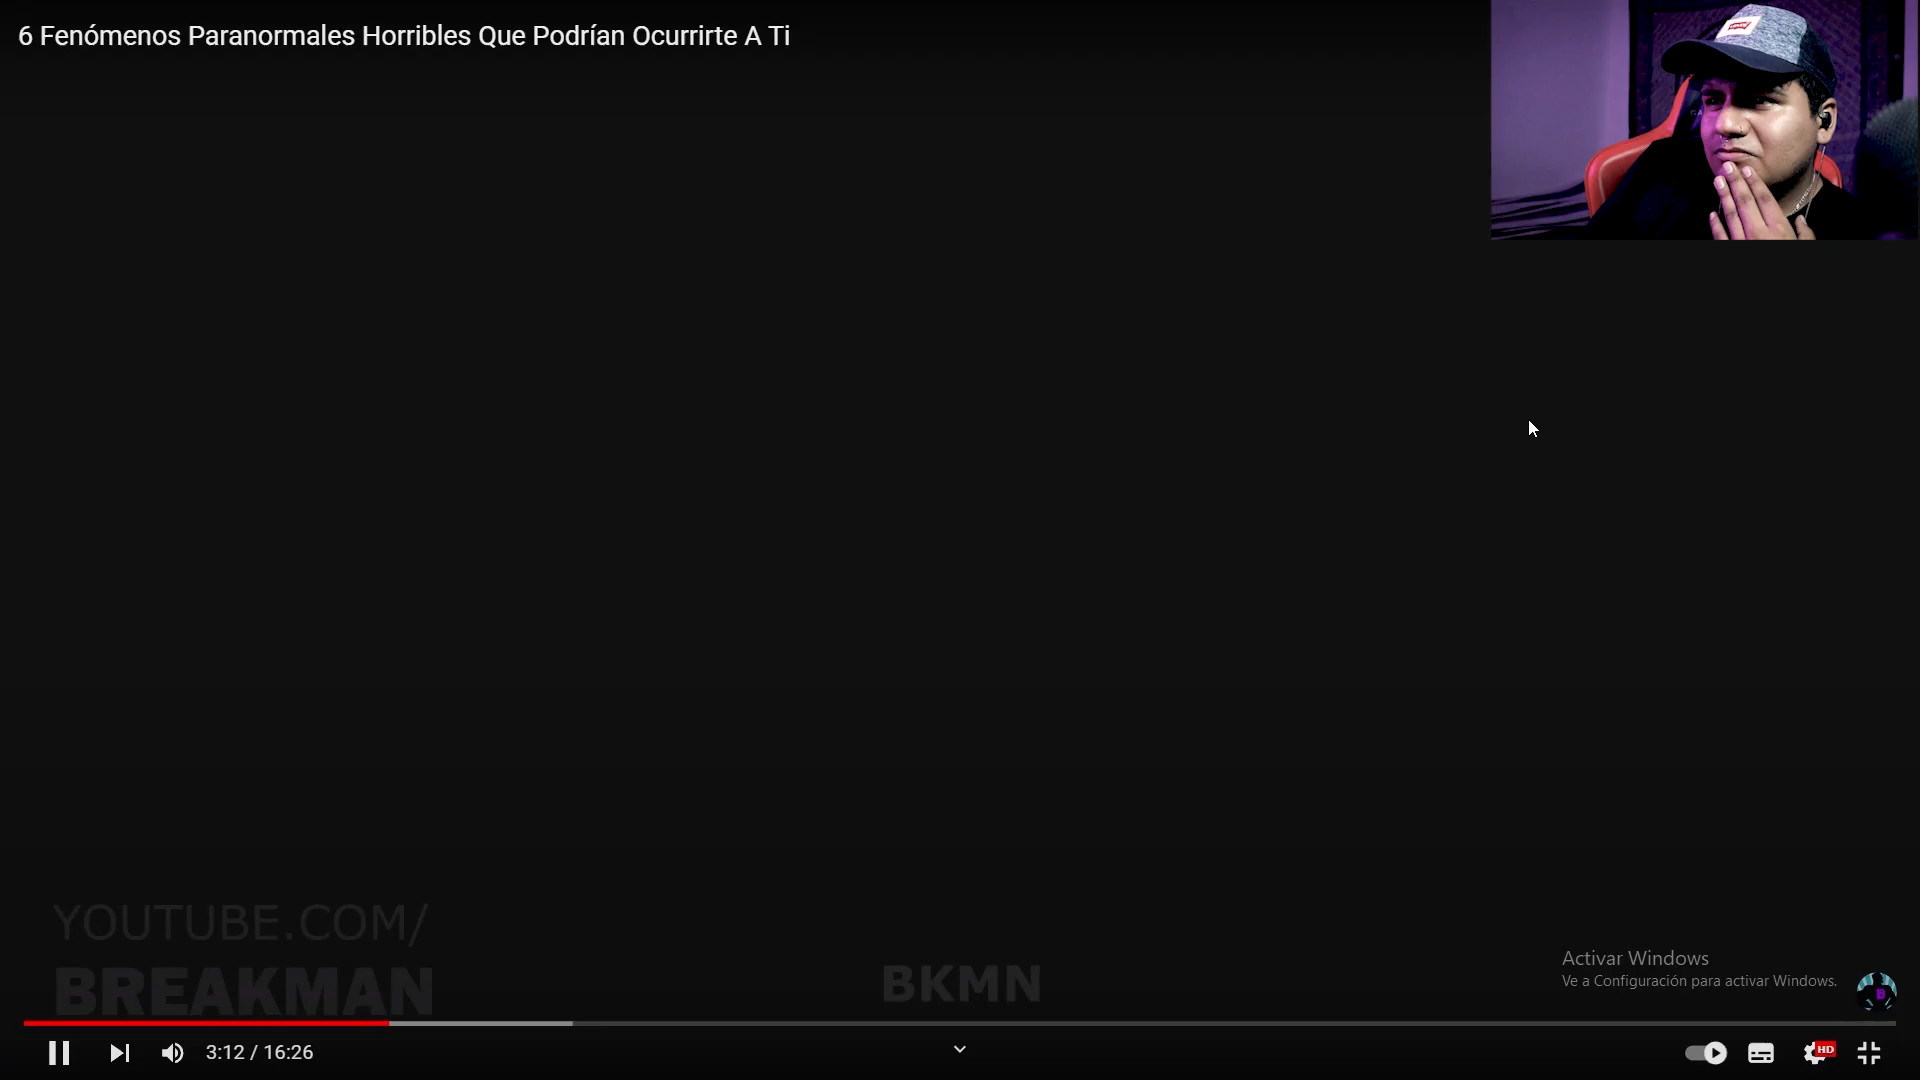 6 Fenómenos Paranormales Horribles Que Podrían Ocurrirte A Ti
YOUTUBE.COM/
BREAKMAN
BKMN
Activar Windows
Ve a Configuración para activar Windows.
3:12 / 16:26
HD